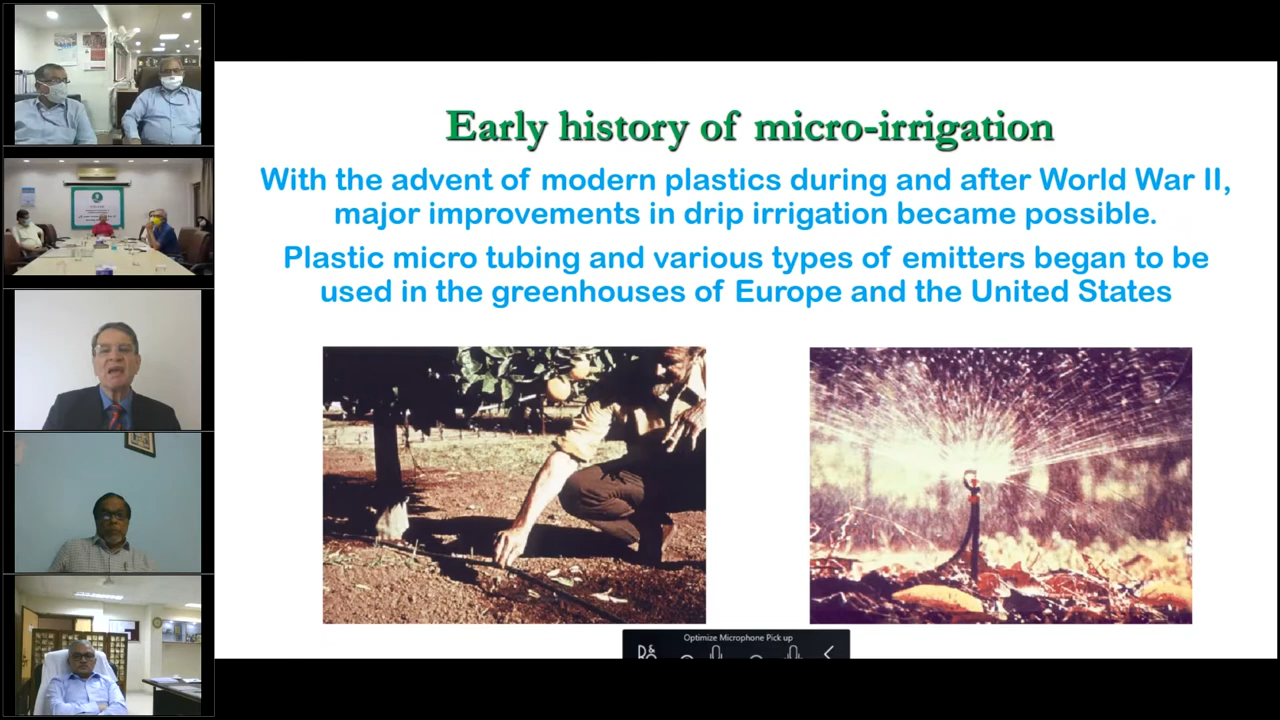 Early history of micro-irrigation
With the advent of modern plastics during and after World War II,
major improvements in drip irrigation became possible.
Plastic micro tubing and various types of emitters began to be
used in the greenhouses of Europe and the United States
Optimize Microphone Pick up